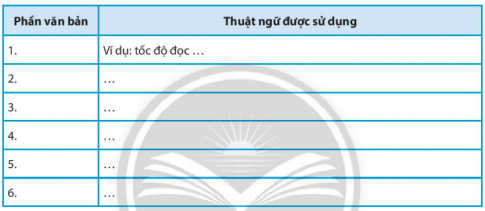 Phần văn bản Thuật ngữ được sử dụng
1. Ví dụ: tốc độ đọc …
2. …
3. …
4. …
5. …
6. …